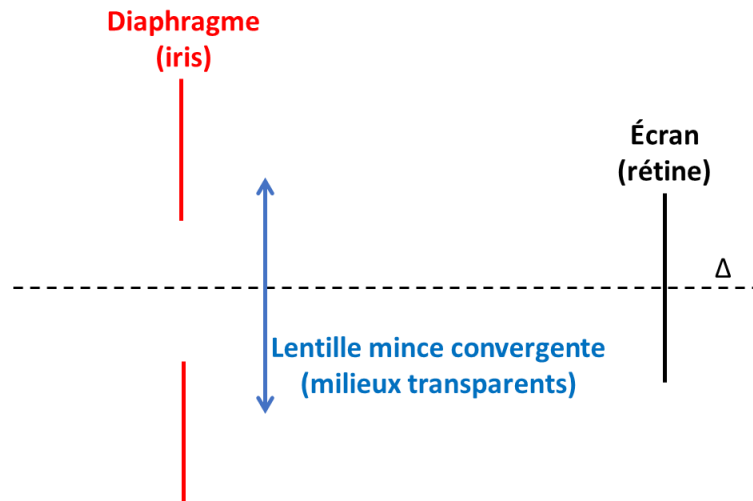 Diaphragme
(iris)
Écran
(rétine)
Δ
Lentille mince convergente
(milieux transparents)